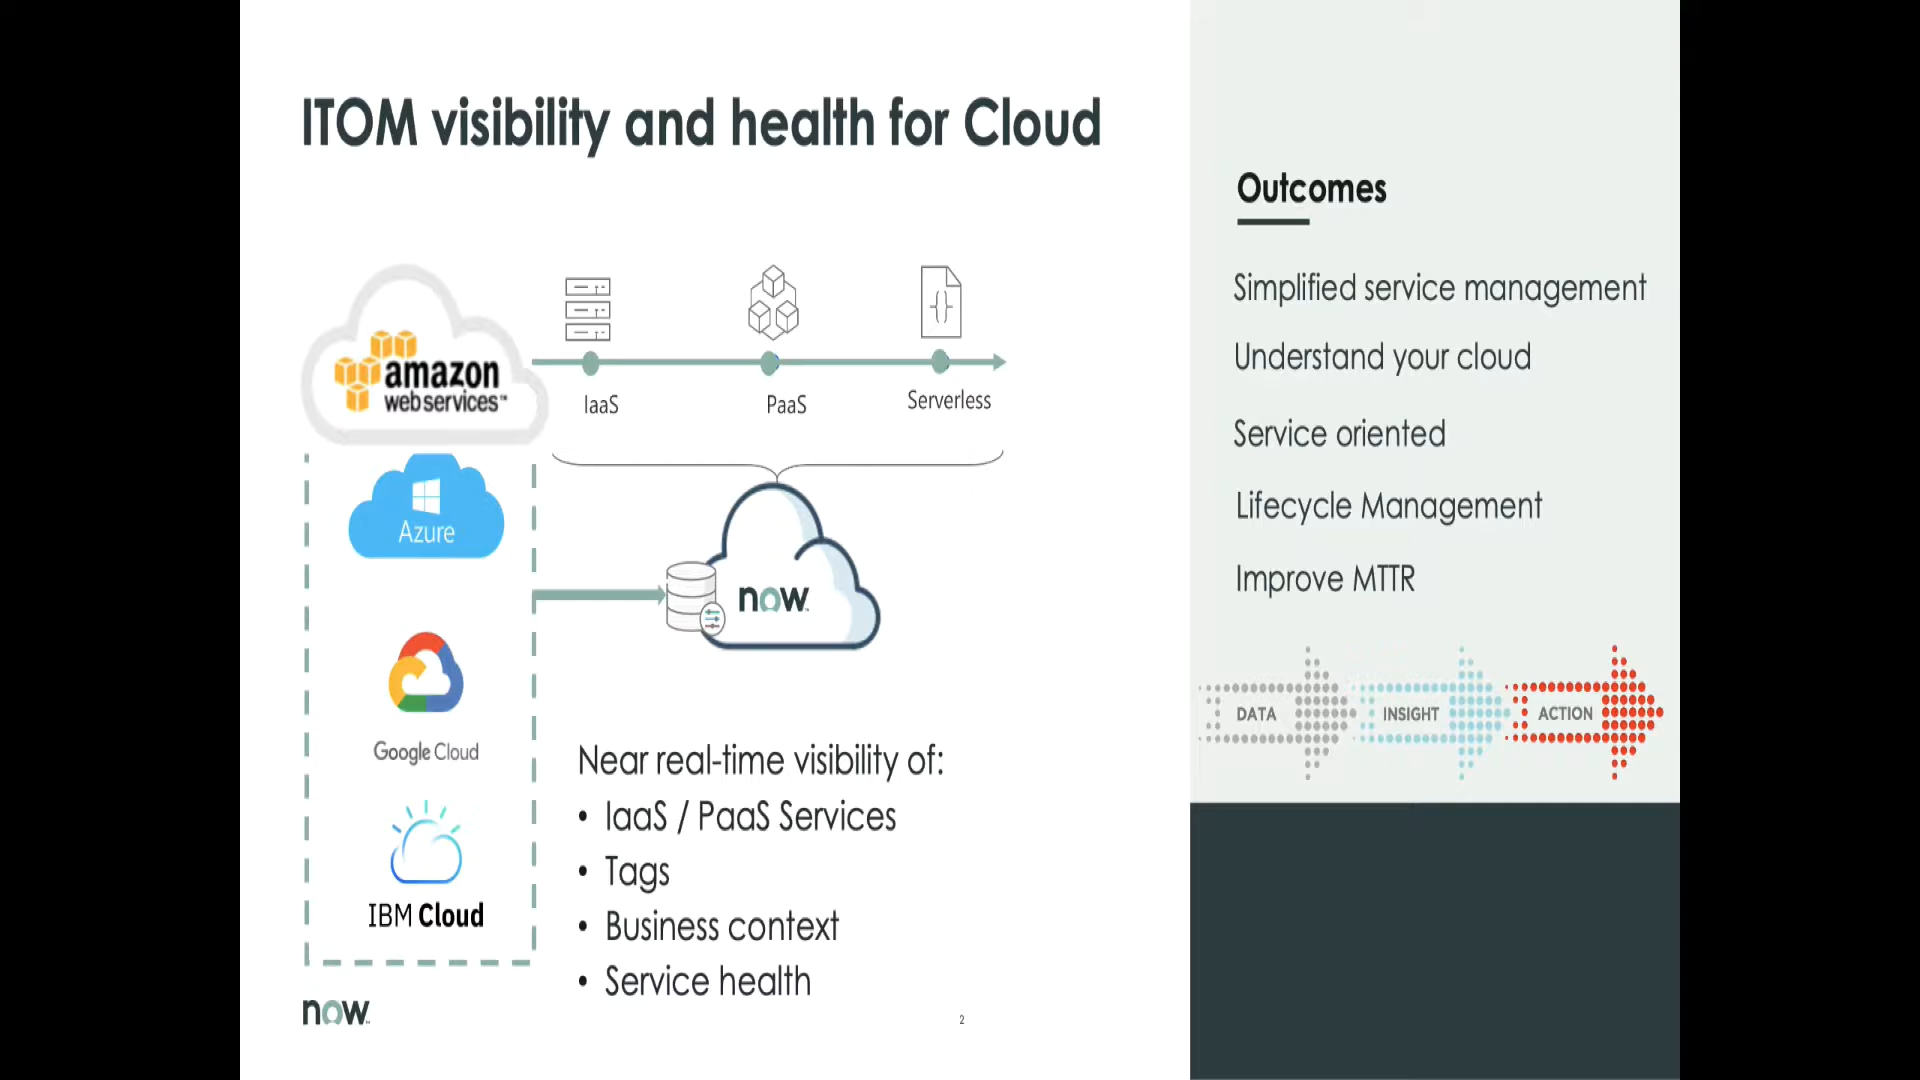 ITOM visibility and health for Cloud
amazon
webservices™
IaaS
PaaS
{}
Serverless
Azure
now.
Google Cloud
IBM Cloud
Near real-time visibility of:
• IaaS / PaaS Services
• Tags
• Business context
• Service health
now.
2
Outcomes
Simplified service management
Understand your cloud
Service oriented
Lifecycle Management
Improve MTTR
DATA
INSIGHT
ACTION